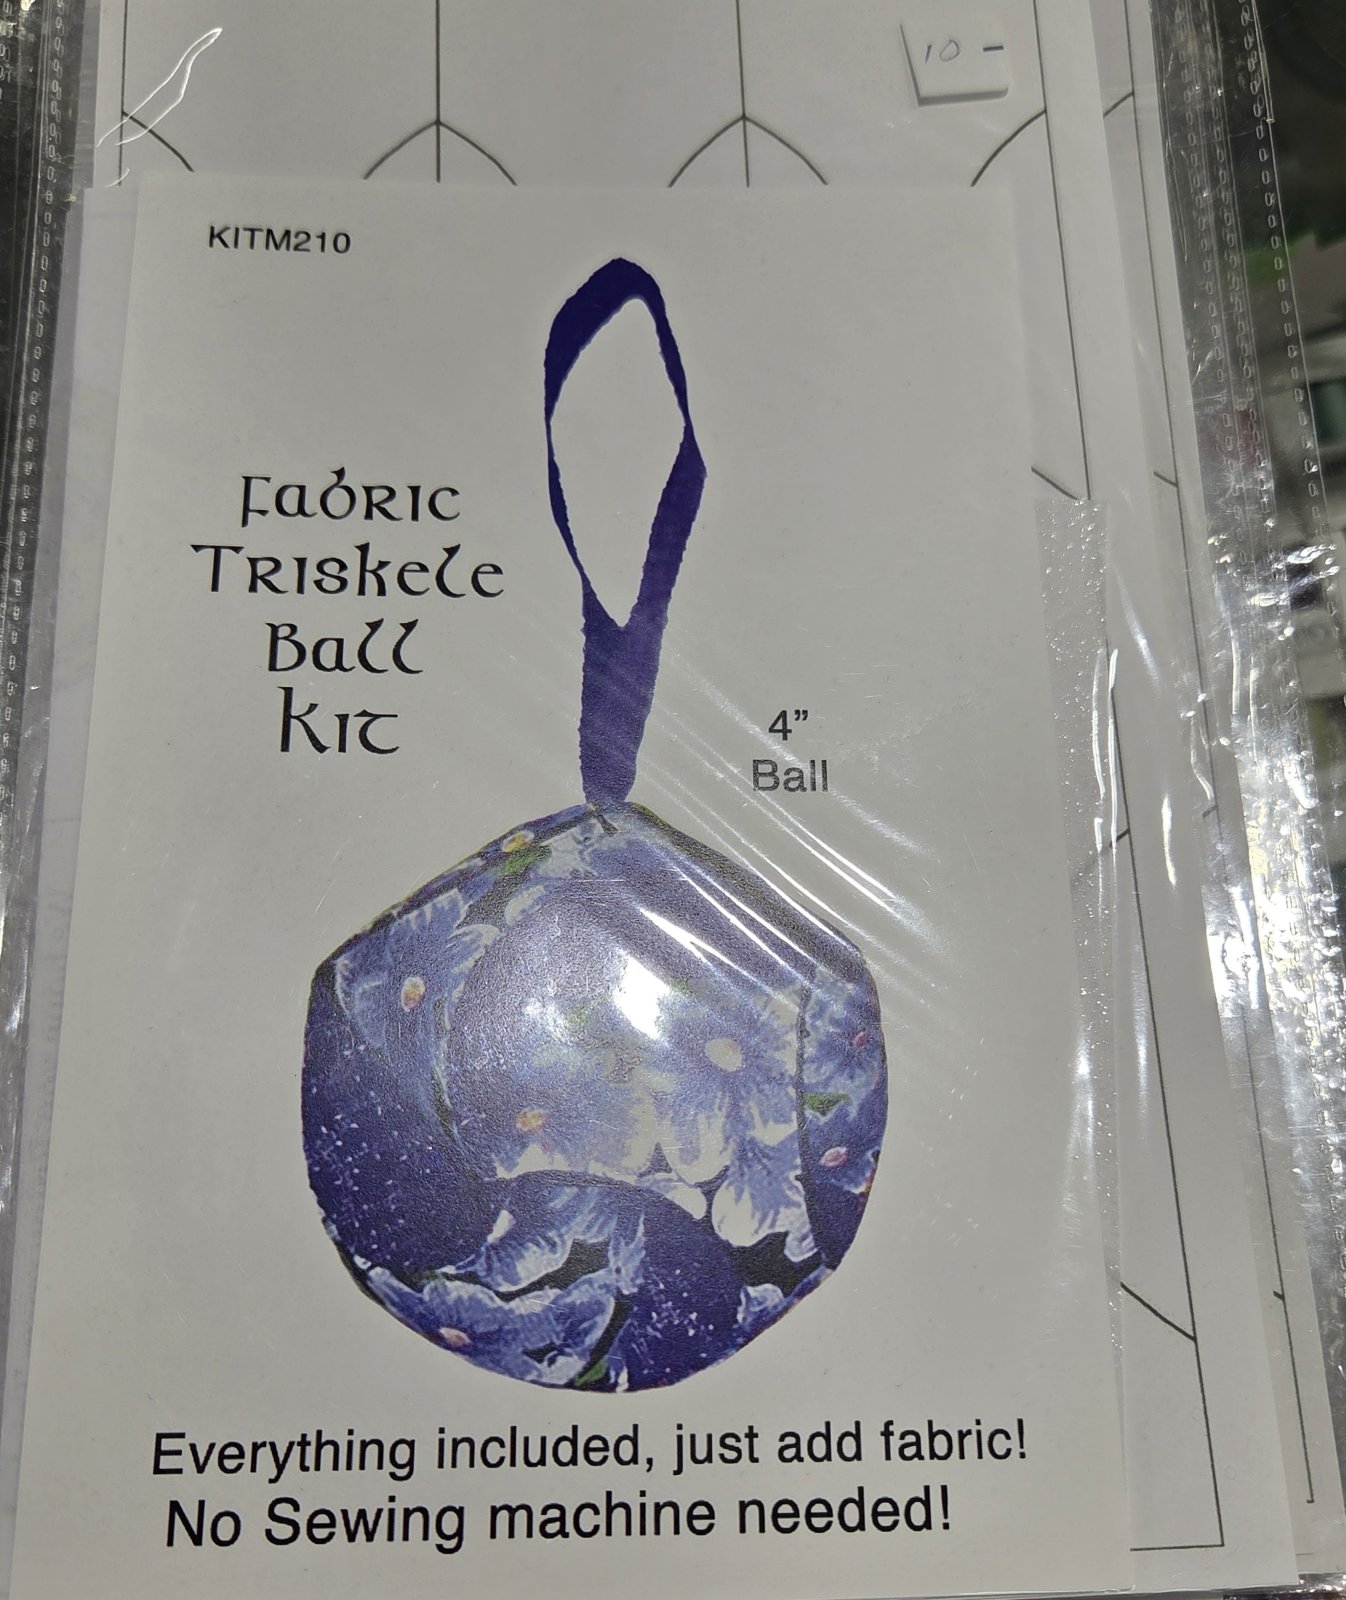 10 -
KITM210
Fabric
Triskele
Ball
Kit
4”
Ball
Everything included, just add fabric!
No Sewing machine needed!